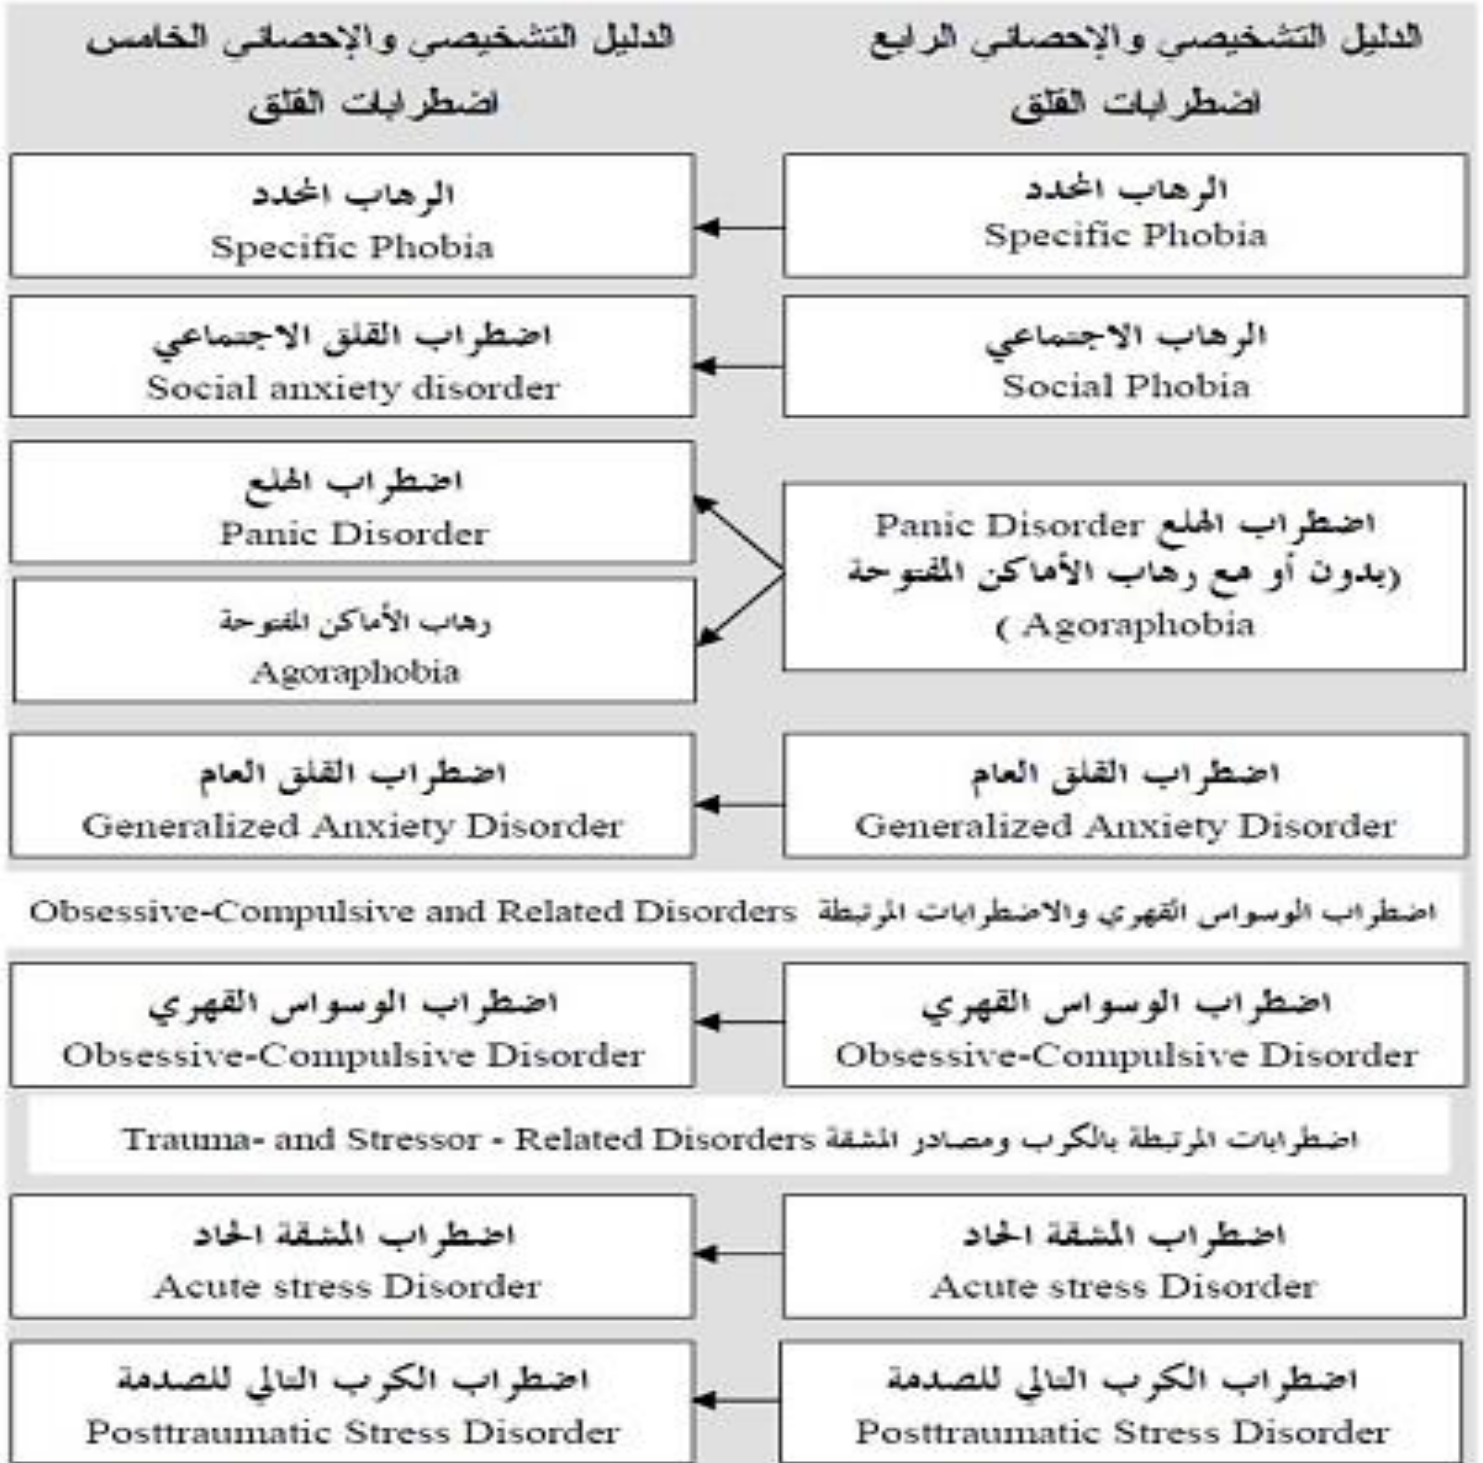 الدليل التشخيصي والإحصائي الرابع
اضطرابات القلق
الدليل التشخيصي والإحصائي الخامس
اضطرابات القلق
الرهاب المحدد
Specific Phobia
الرهاب المحدد
Specific Phobia
الرهاب الاجتماعي
Social Phobia
اضطراب القلق الاجتماعي
Social anxiety disorder
اضطراب الهلع Panic Disorder
(بدون أو مع رهاب الأماكن المفتوحة
Agoraphobia )
اضطراب الهلع
Panic Disorder
رهاب الأماكن المفتوحة
Agoraphobia
اضطراب القلق العام
Generalized Anxiety Disorder
اضطراب القلق العام
Generalized Anxiety Disorder
اضطراب الوسواس القهري والاضطرابات المرتبطة Obsessive-Compulsive and Related Disorders
اضطراب الوسواس القهري
Obsessive-Compulsive Disorder
اضطراب الوسواس القهري
Obsessive-Compulsive Disorder
اضطرابات المرتبطة بالكرب ومصادر المشقة Trauma- and Stressor - Related Disorders
اضطراب المشقة الحاد
Acute stress Disorder
اضطراب المشقة الحاد
Acute stress Disorder
اضطراب الكرب التالي للصدمة
Posttraumatic Stress Disorder
اضطراب الكرب التالي للصدمة
Posttraumatic Stress Disorder